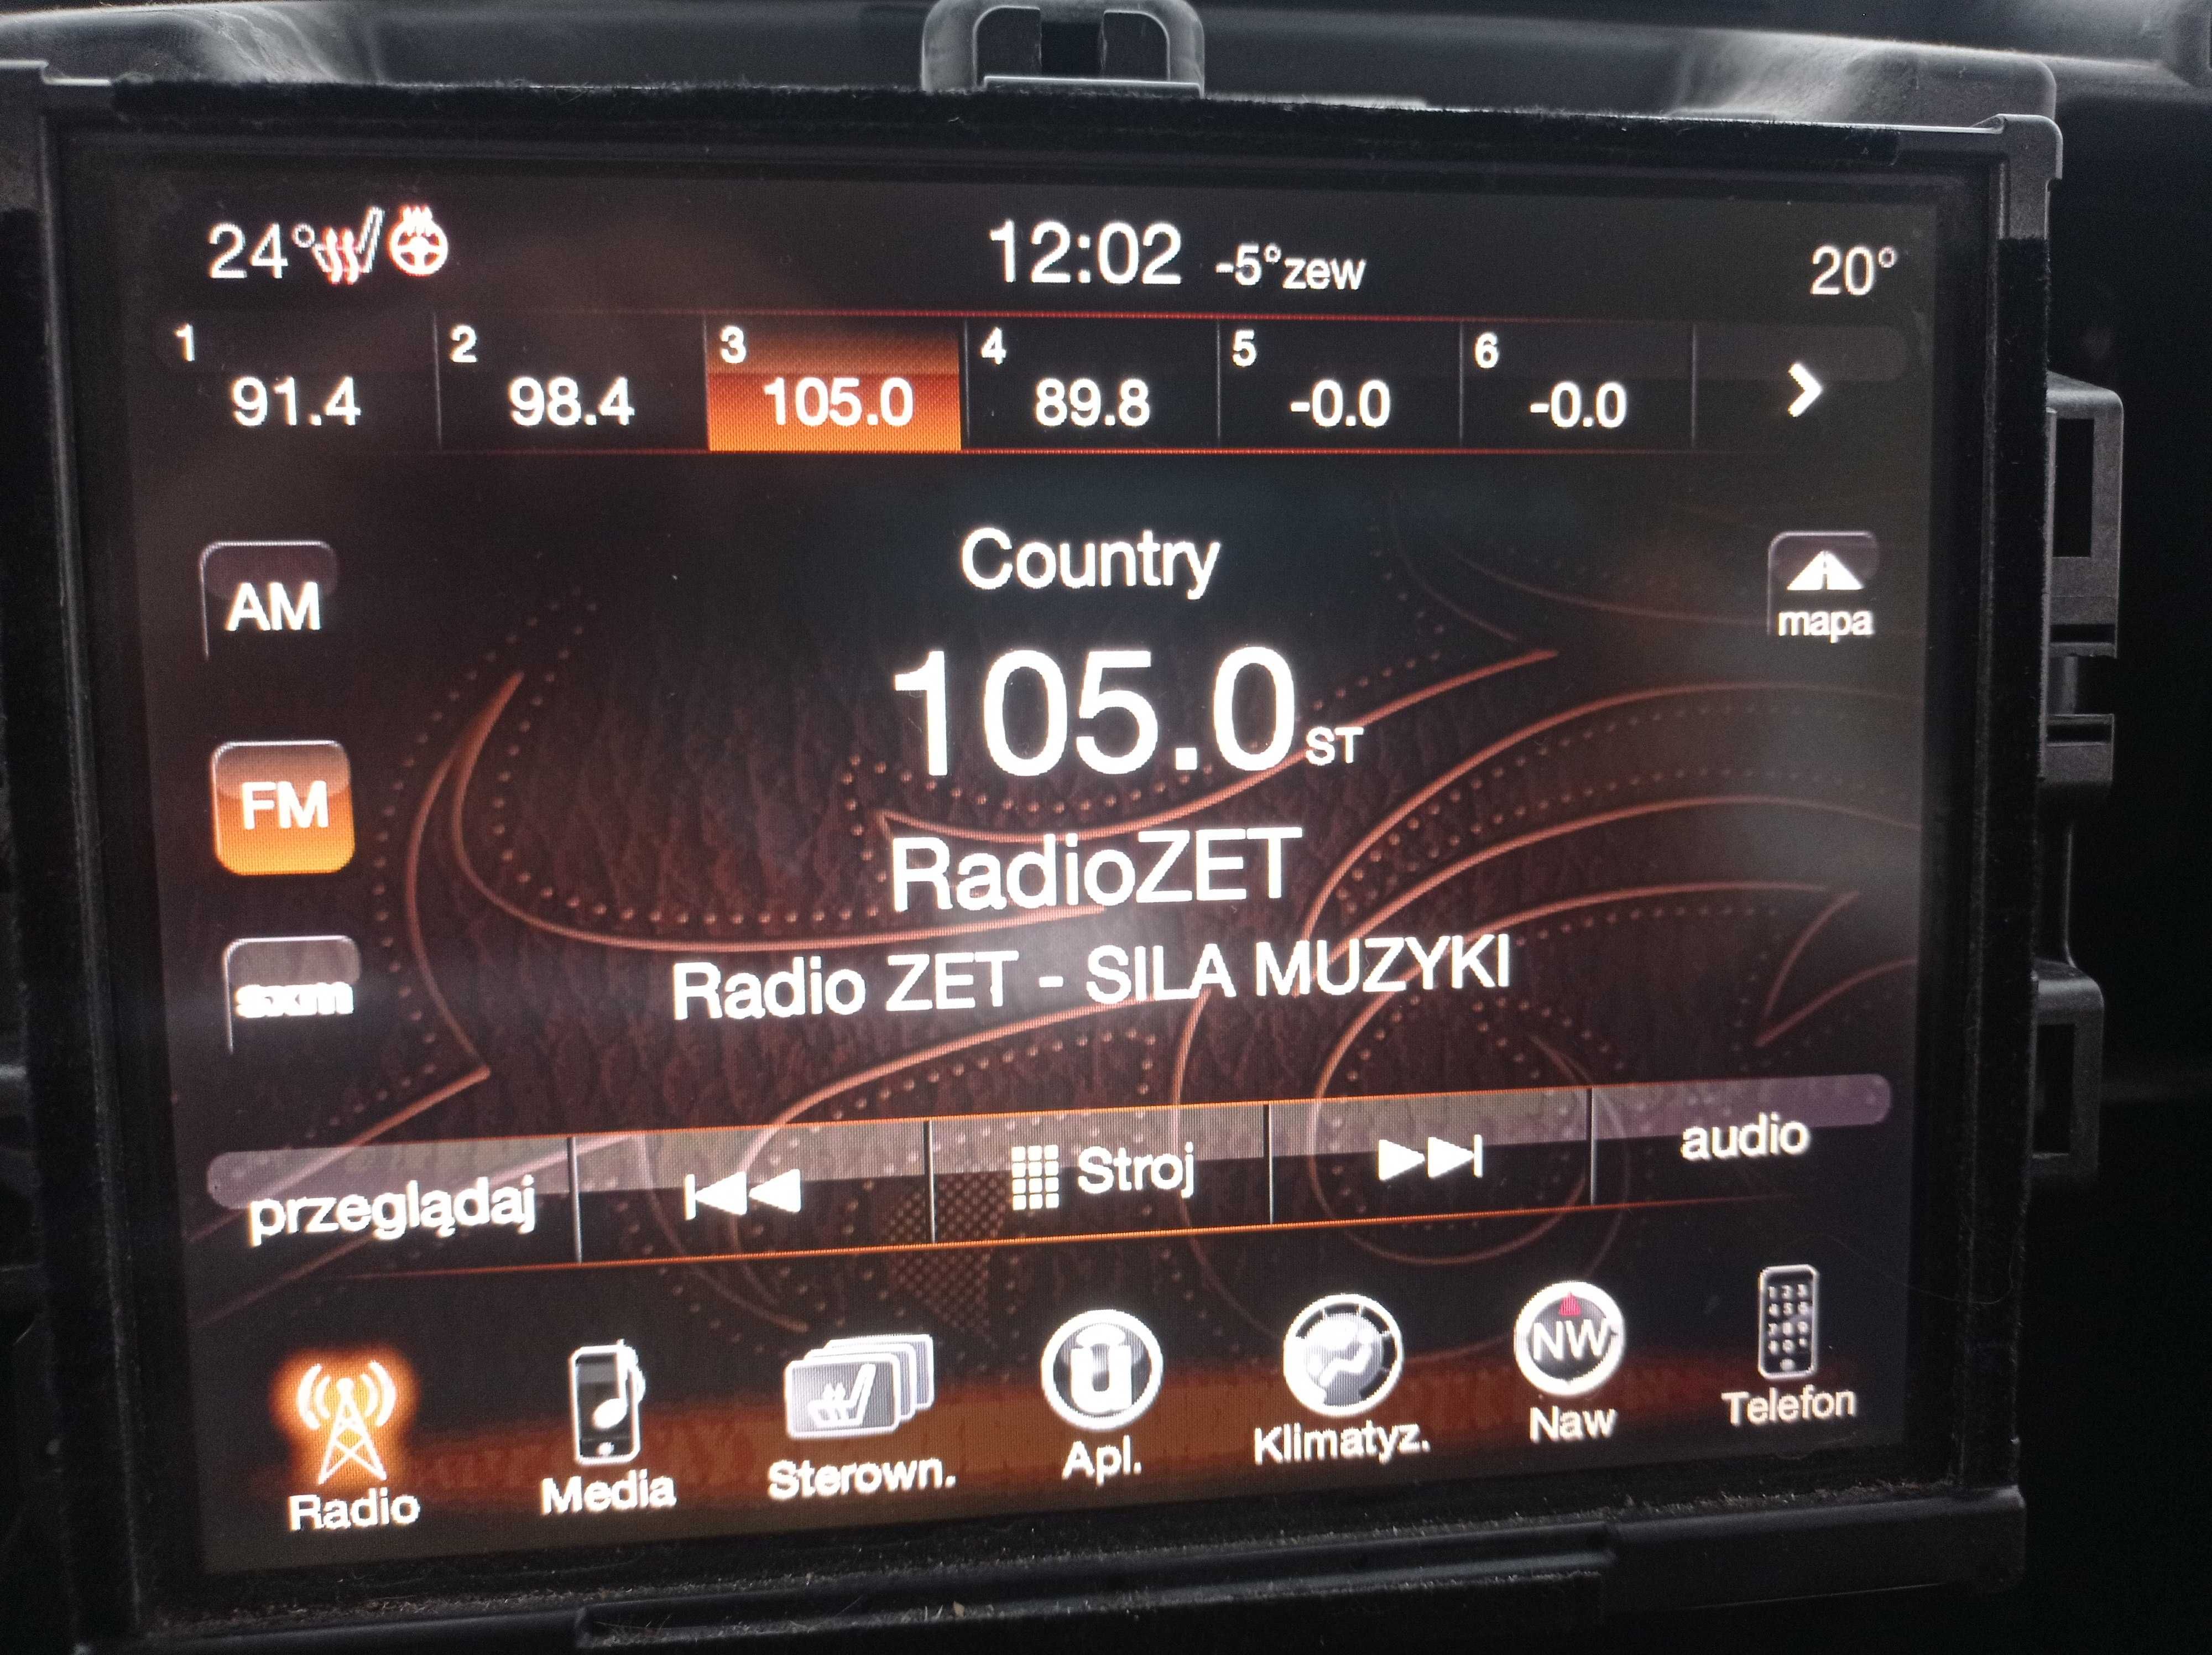 24° 12:02 -5°zew 20°
1 2 3 4 5 6
91.4 98.4 105.0 89.8 -0.0 -0.0
Country
AM
mapa
105.0 ST
FM
RadioZET
Radio ZET - SILA MUZYKI
sxm
przeglądaj Stroj audio
NW
Radio Media Sterown. Apl. Klimatyz. Naw Telefon